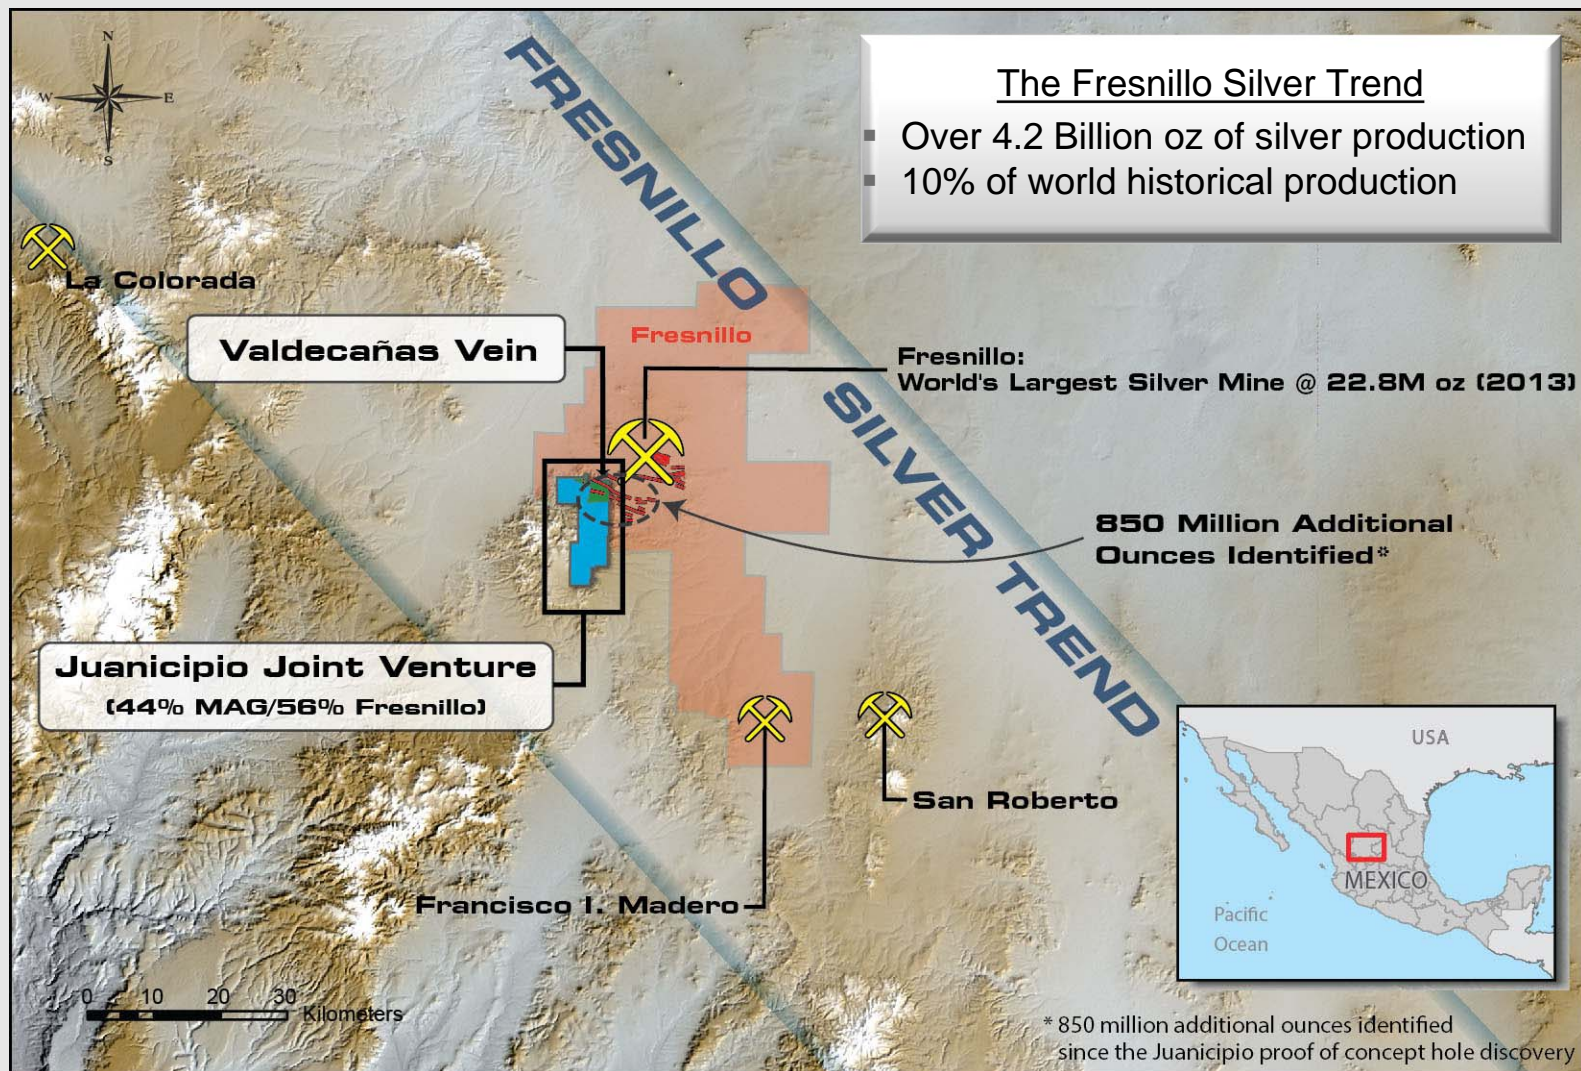 N
W
E
S
FRESNILLO
SILVER TREND
The Fresnillo Silver Trend
▪ Over 4.2 Billion oz of silver production
▪ 10% of world historical production
La Colorada
Valdecañas Vein
Fresnillo
Fresnillo:
World's Largest Silver Mine @ 22.8M oz (2013)
850 Million Additional
Ounces Identified*
Juanicipio Joint Venture
(44% MAG/56% Fresnillo)
San Roberto
Francisco I. Madero
USA
MEXICO
Pacific
Ocean
0 10 20 30
Kilometers
* 850 million additional ounces identified
since the Juanicipio proof of concept hole discovery